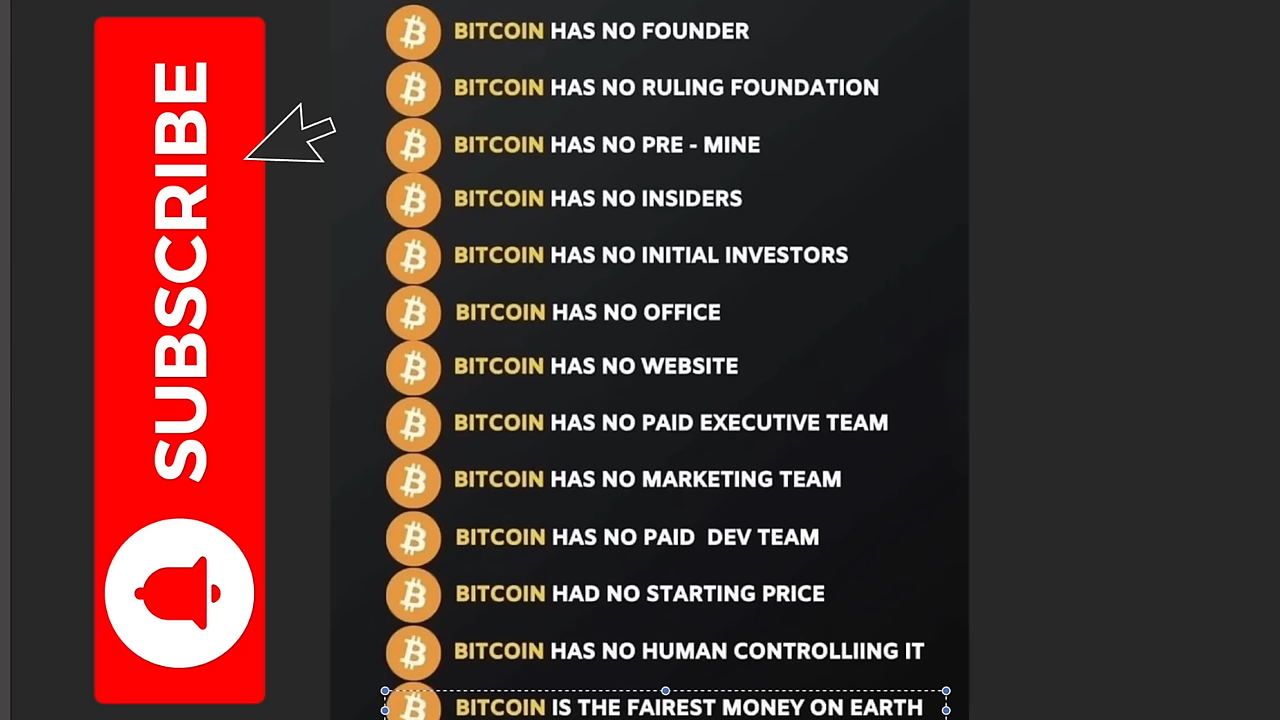 SUBSCRIBE
BITCOIN HAS NO FOUNDER
BITCOIN HAS NO RULING FOUNDATION
BITCOIN HAS NO PRE - MINE
BITCOIN HAS NO INSIDERS
BITCOIN HAS NO INITIAL INVESTORS
BITCOIN HAS NO OFFICE
BITCOIN HAS NO WEBSITE
BITCOIN HAS NO PAID EXECUTIVE TEAM
BITCOIN HAS NO MARKETING TEAM
BITCOIN HAS NO PAID  DEV TEAM
BITCOIN HAD NO STARTING PRICE
BITCOIN HAS NO HUMAN CONTROLLIING IT
BITCOIN IS THE FAIREST MONEY ON EARTH